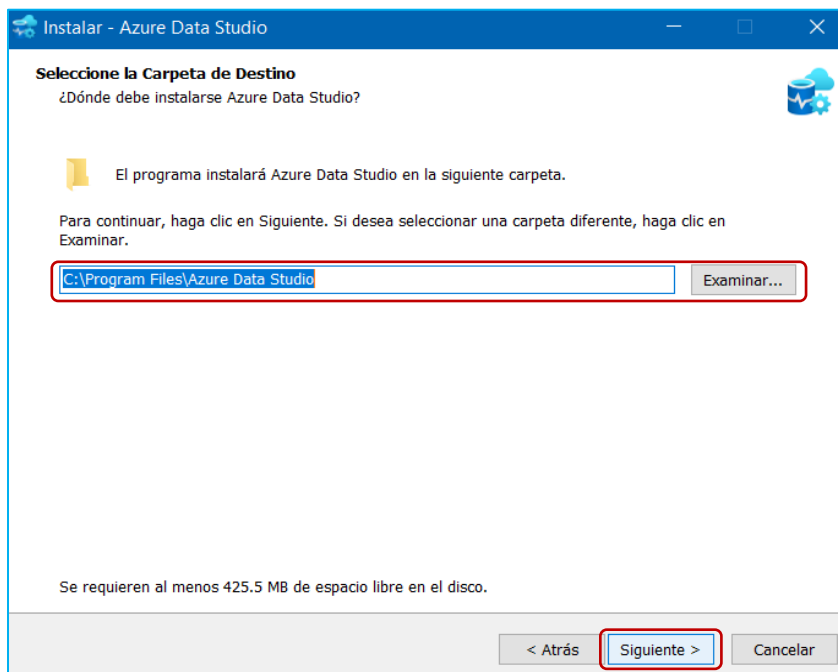 Instalar - Azure Data Studio
Seleccione la Carpeta de Destino
¿Dónde debe instalarse Azure Data Studio?
El programa instalará Azure Data Studio en la siguiente carpeta.
Para continuar, haga clic en Siguiente. Si desea seleccionar una carpeta diferente, haga clic en
Examinar.
C:\Program Files\Azure Data Studio
Examinar...
Se requieren al menos 425.5 MB de espacio libre en el disco.
< Atrás
Siguiente >
Cancelar